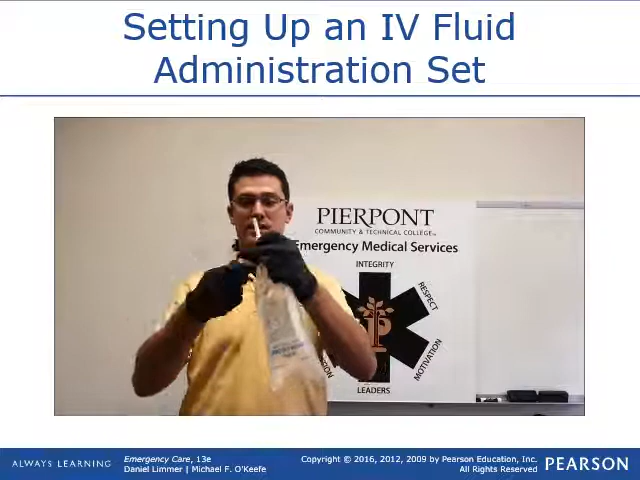 Setting Up an IV Fluid
Administration Set
PIERPONT
COMMUNITY & TECHNICAL COLLEGE
Emergency Medical Services
INTEGRITY
RESPECT
MOTIVATION
LEADERS
ALWAYS LEARNING
Emergency Care, 13e
Daniel Limmer | Michael F. O'Keefe
Copyright © 2016, 2012, 2009 by Pearson Education, Inc.
All Rights Reserved
PEARSON